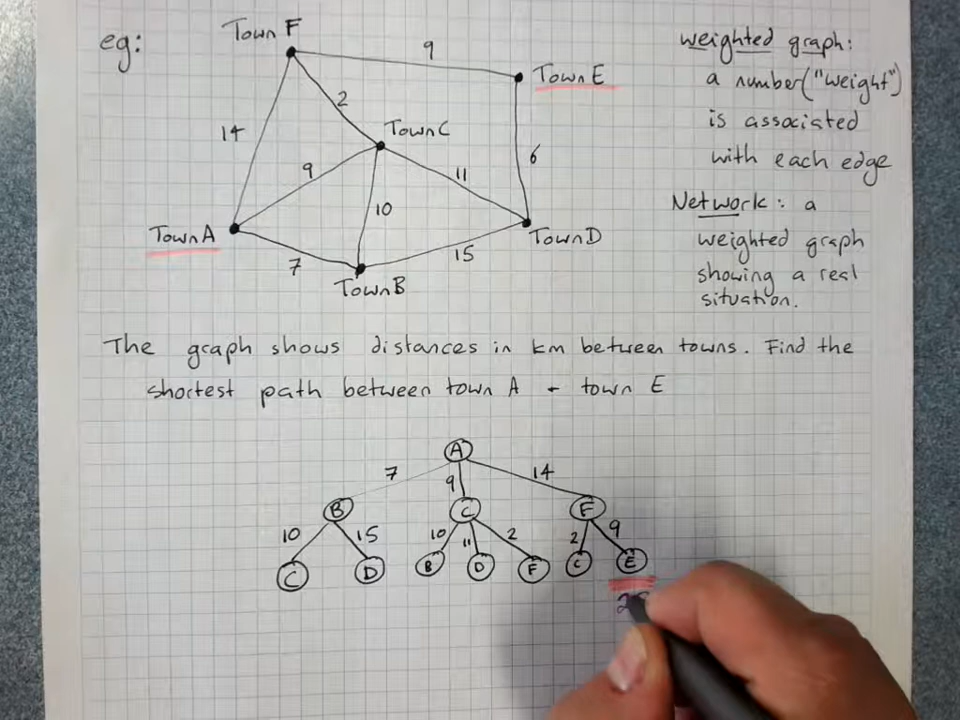 eg:
Town F
9
Town E
2
Town C
14
9
11
6
10
Town A
Town D
7
15
Town B
weighted graph:
a number("weight")
is associated
with each edge
Network: a
weighted graph
showing a real
situation.
The graph shows distances in km between towns. Find the
shortest path between town A + town E
A
7
9
14
B
C
F
10
15
10
11
2
2
9
C
D
B
D
F
C
E